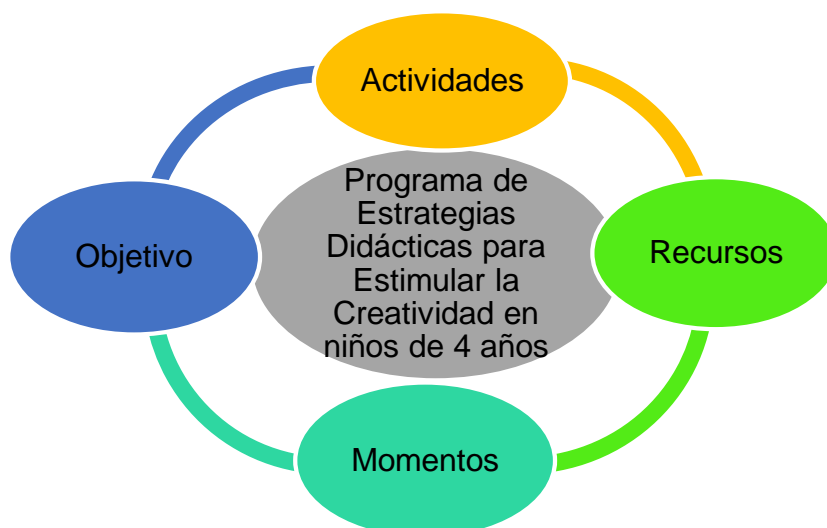 Actividades
Programa de
Estrategias
Didácticas para
Estimular la
Creatividad en
niños de 4 años
Objetivo
Recursos
Momentos